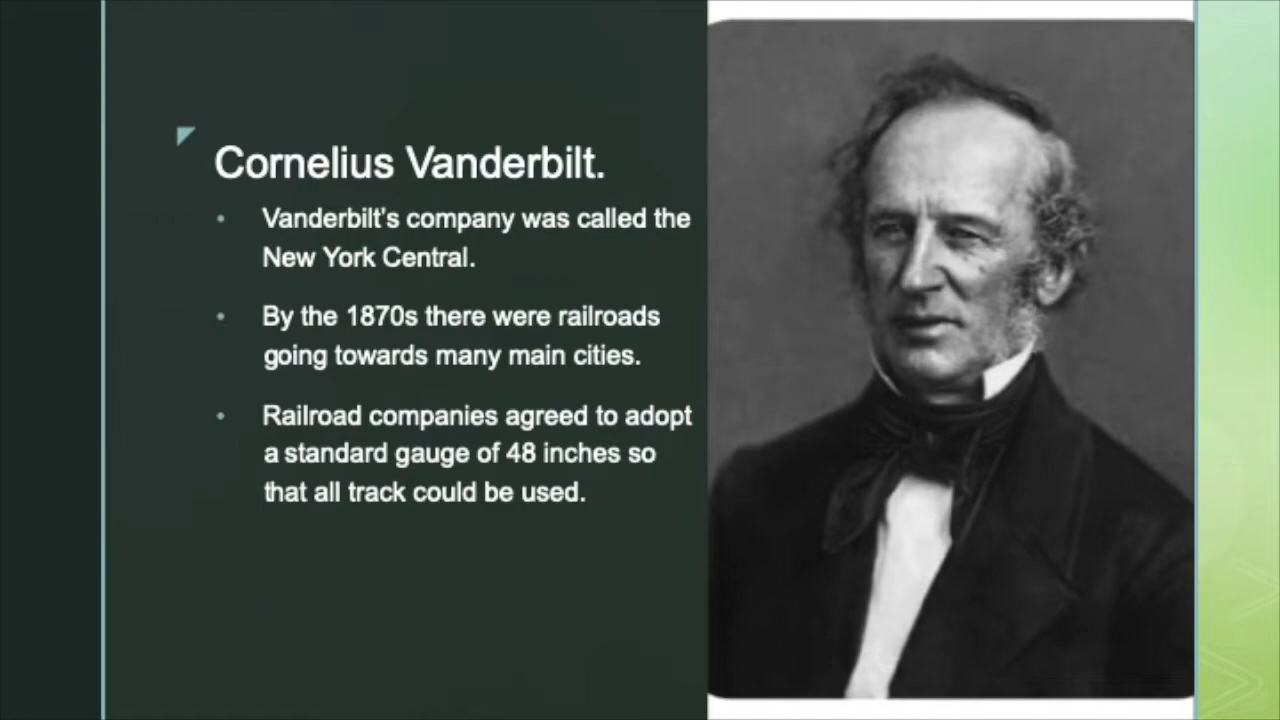 Cornelius Vanderbilt.
• Vanderbilt's company was called the
New York Central.
• By the 1870s there were railroads
going towards many main cities.
• Railroad companies agreed to adopt
a standard gauge of 48 inches so
that all track could be used.